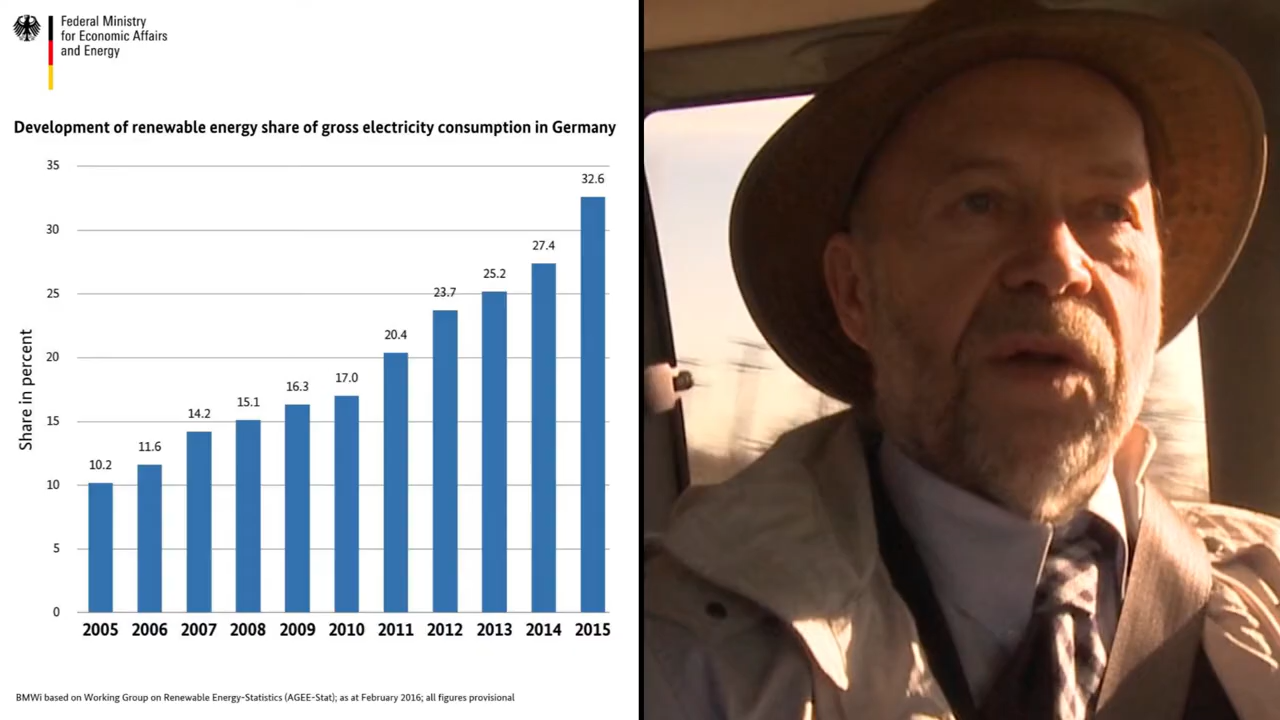 Federal Ministry
for Economic Affairs
and Energy
Development of renewable energy share of gross electricity consumption in Germany
Share in percent
35
30
25
20
15
10
5
0
10.2
11.6
14.2
15.1
16.3
17.0
20.4
23.7
25.2
27.4
32.6
2005 2006 2007 2008 2009 2010 2011 2012 2013 2014 2015
BMWi based on Working Group on Renewable Energy-Statistics (AGEE-Stat); as at February 2016; all figures provisional